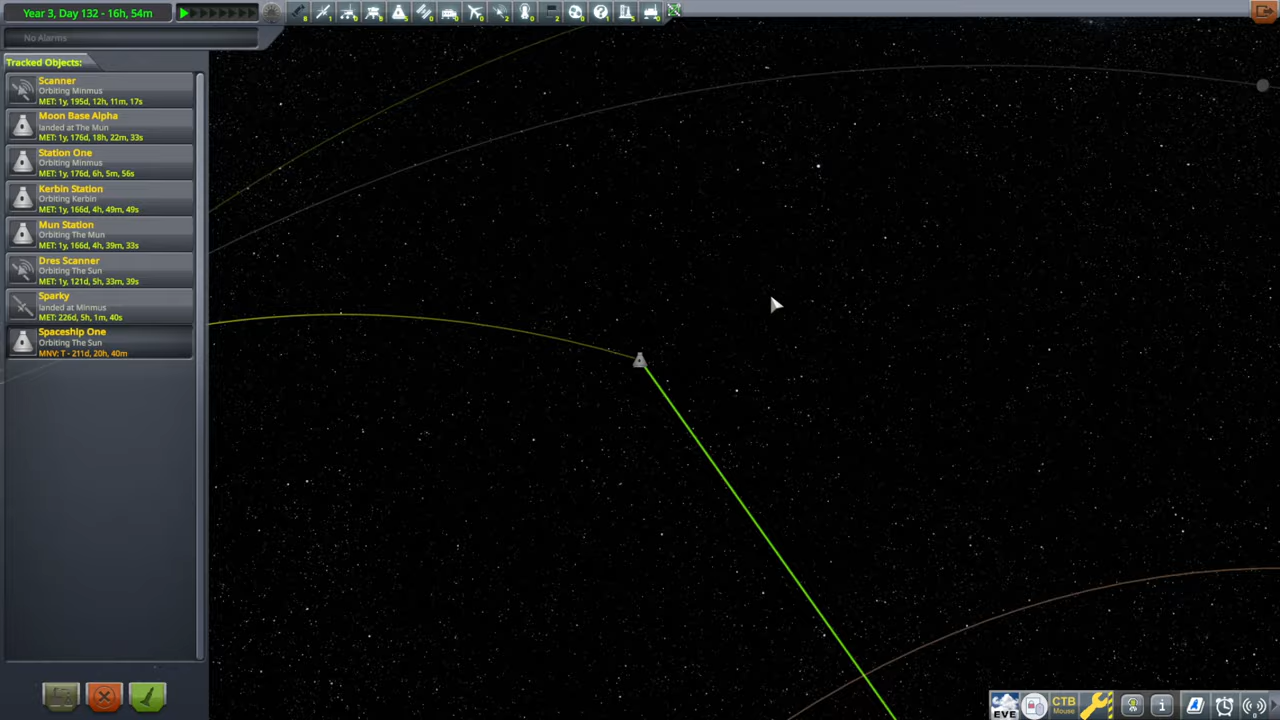 Year 3, Day 132 - 16h, 54m
No Alarms
Tracked Objects:
Scanner
Orbiting Minmus
MET: 1y, 195d, 12h, 11m, 17s
Moon Base Alpha
landed at The Mun
MET: 1y, 176d, 18h, 22m, 33s
Station One
Orbiting Minmus
MET: 1y, 176d, 6h, 5m, 56s
Kerbin Station
Orbiting Kerbin
MET: 1y, 166d, 4h, 49m, 49s
Mun Station
Orbiting The Mun
MET: 1y, 166d, 4h, 39m, 33s
Dres Scanner
Orbiting The Sun
MET: 1y, 121d, 5h, 33m, 39s
Sparky
landed at Minmus
MET: 226d, 5h, 1m, 40s
Spaceship One
Orbiting The Sun
MNV: T - 211d, 20h, 40m
EVE
CTB
Mouse